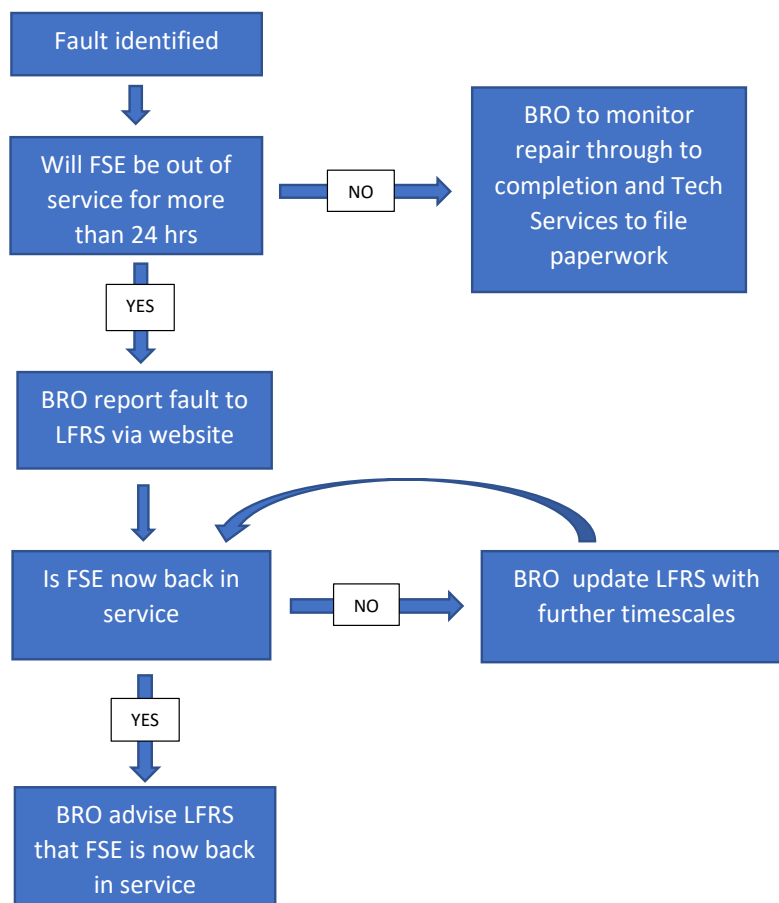 Fault identified
Will FSE be out of
service for more
than 24 hrs
NO
BRO to monitor
repair through to
completion and Tech
Services to file
paperwork
YES
BRO report fault to
LFRS via website
Is FSE now back in
service
NO
BRO  update LFRS with
further timescales
YES
BRO advise LFRS
that FSE is now back
in service